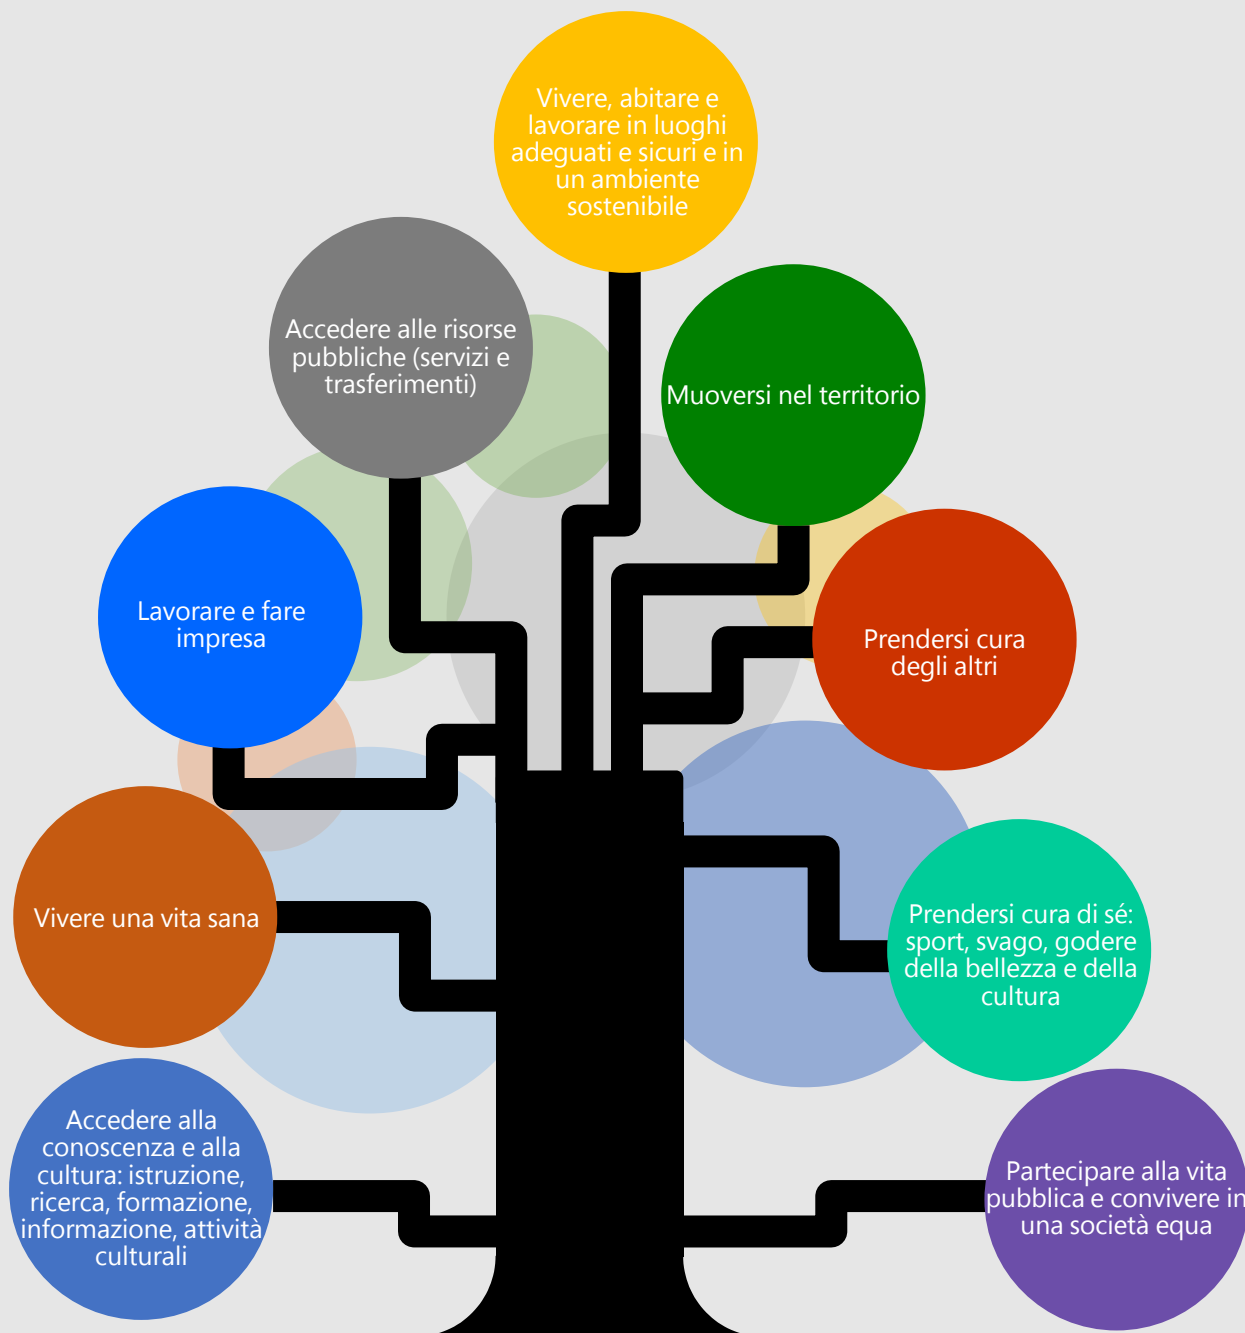 Vivere, abitare e
lavorare in luoghi
adeguati e sicuri e in
un ambiente
sostenibile
Accedere alle risorse
pubbliche (servizi e
trasferimenti)
Muoversi nel territorio
Lavorare e fare
impresa
Prendersi cura
degli altri
Vivere una vita sana
Prendersi cura di sé:
sport, svago, godere
della bellezza e della
cultura
Accedere alla
conoscenza e alla
cultura: istruzione,
ricerca, formazione,
informazione, attività
culturali
Partecipare alla vita
pubblica e convivere in
una società equa